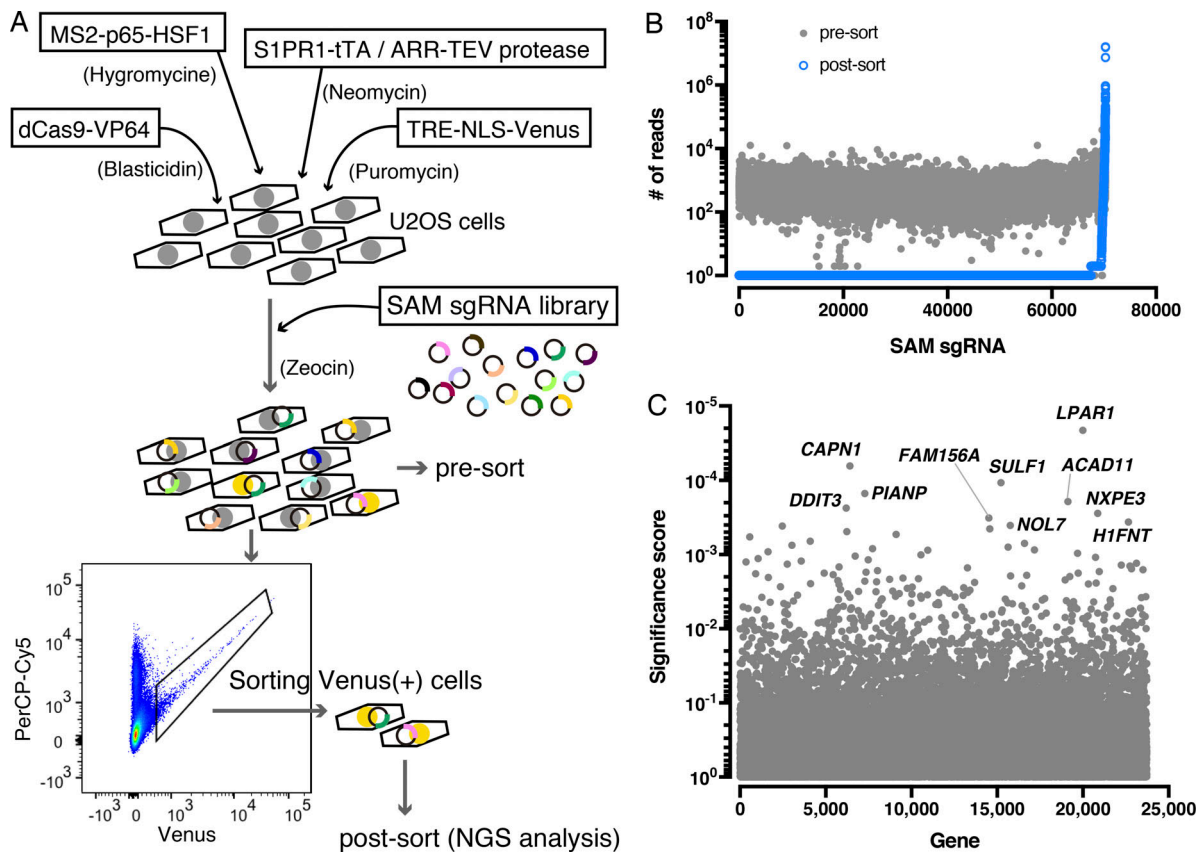 A
MS2-p65-HSF1
(Hygromycine)
S1PR1-tTA / ARR-TEV protease
(Neomycin)
dCas9-VP64
(Blasticidin)
TRE-NLS-Venus
(Puromycin)
U2OS cells
SAM sgRNA library
(Zeocin)
pre-sort
PerCP-Cy5
10^5
10^4
10^3
0
-10^3
-10^3 0 10^3 10^4 10^5
Venus
Sorting Venus(+) cells
post-sort (NGS analysis)
B
pre-sort
post-sort
# of reads
10^8
10^6
10^4
10^2
10^0
0 20000 40000 60000 80000
SAM sgRNA
C
Significance score
10^-5
10^-4
10^-3
10^-2
10^-1
10^0
LPAR1
CAPN1
FAM156A
SULF1
ACAD11
DDIT3
PIANP
NOL7
NXPE3
H1FNT
0 5,000 10,000 15,000 20,000 25,000
Gene